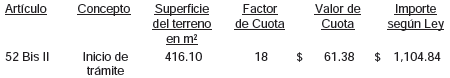 Artículo Concepto Superficie Factor Valor de Importe
del terreno de Cuota Cuota según Ley
en m²
52 Bis II Inicio de 416.10 18 $ 61.38 $ 1,104.84
trámite